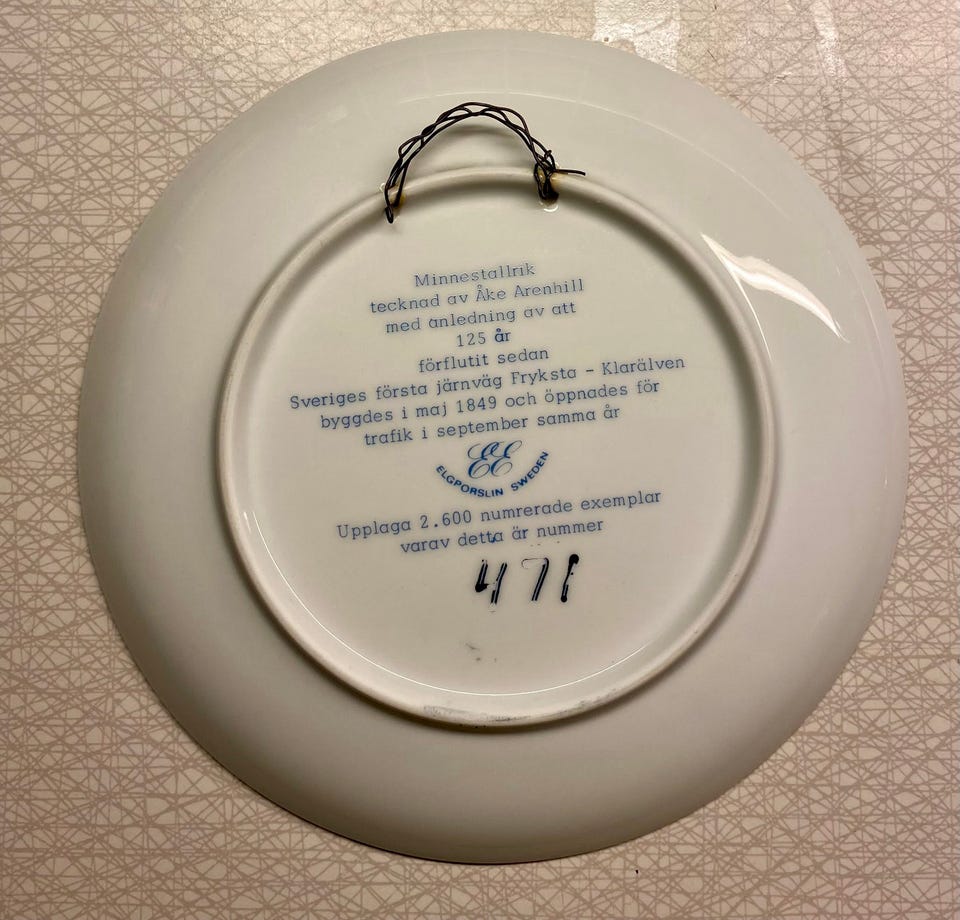 Minnestallrik
tecknad av Åke Arenhill
med anledning av att
125 år
förflutit sedan
Sveriges första järnväg Fryksta - Klarälven
byggdes i maj 1849 och öppnades för
trafik i september samma år
EE
ELGPORSLIN SWEDEN
Upplaga 2.600 numrerade exemplar
varav detta är nummer
471